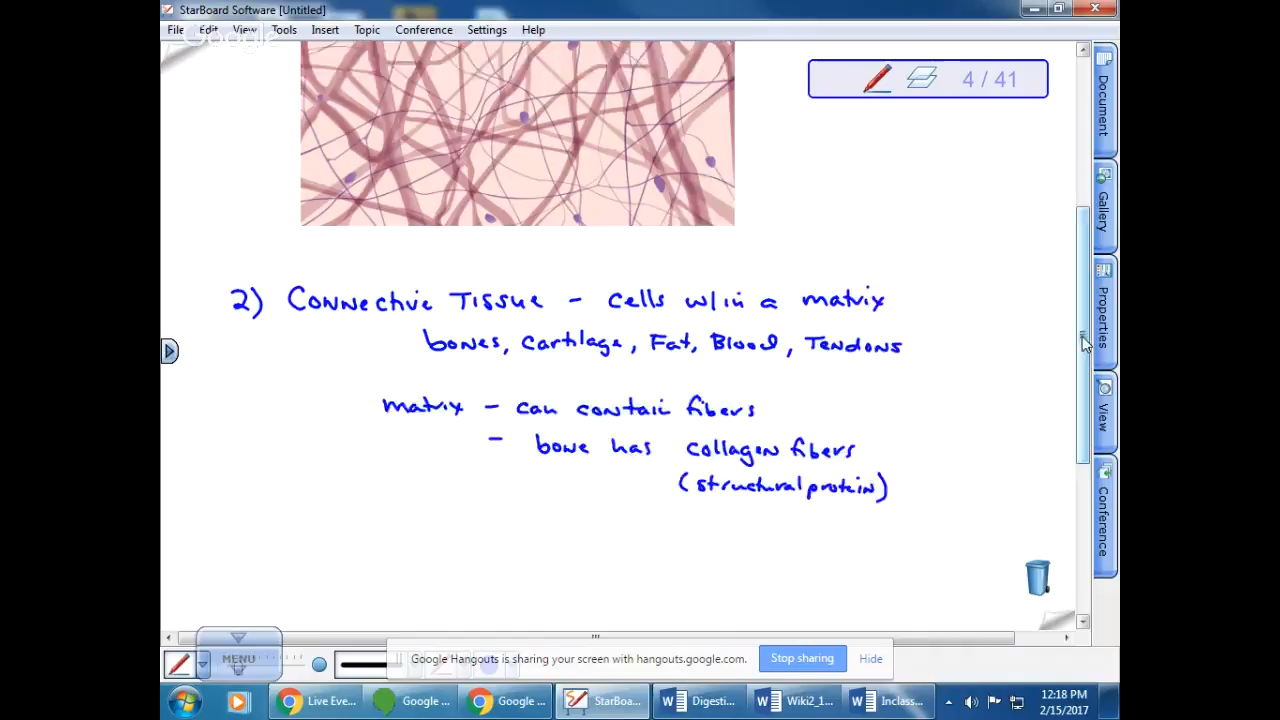 StarBoard Software [Untitled]
File Edit View Tools Insert Topic Conference Settings Help
Google
4 / 41
Document
Gallery
Properties
View
Conference
2) Connective Tissue - cells w/in a matrix
bones, Cartilage, Fat, Blood, Tendons
matrix - can contain fibers
- bone has collagen fibers
(structural protein)
MENU
Google Hangouts is sharing your screen with hangouts.google.com. Stop sharing Hide
Live Eve... Google ... Google ... StarBoa... Digesti... Wiki2_1... Inclass...
12:18 PM
2/15/2017